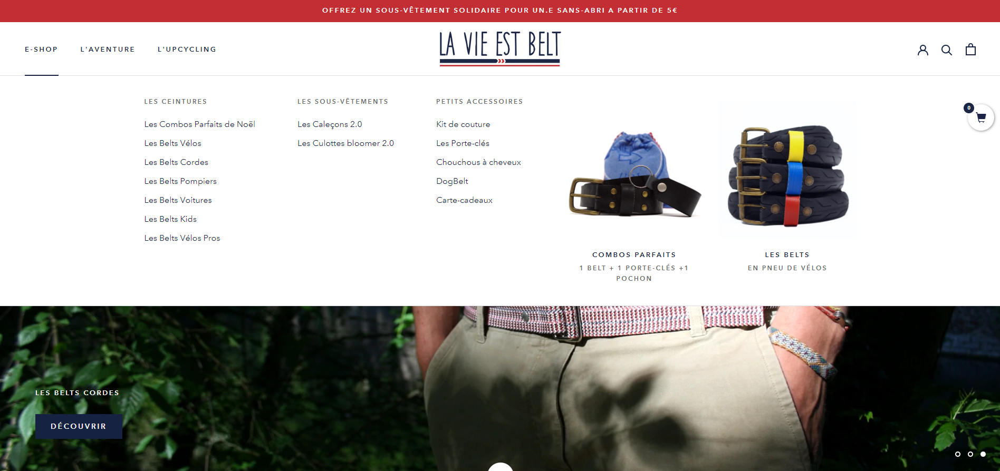 OFFREZ UN SOUS-VÊTEMENT SOLIDAIRE POUR UN.E SANS-ABRI A PARTIR DE 5€
E-SHOP
L'AVENTURE
L'UPCYCLING
LA VIE EST BELT
LES CEINTURES
Les Combos Parfaits de Noël
Les Belts Vélos
Les Belts Cordes
Les Belts Pompiers
Les Belts Voitures
Les Belts Kids
Les Belts Vélos Pros
LES SOUS-VÊTEMENTS
Les Caleçons 2.0
Les Culottes bloomer 2.0
PETITS ACCESSOIRES
Kit de couture
Les Porte-clés
Chouchous à cheveux
DogBelt
Carte-cadeaux
COMBOS PARFAITS
1 BELT + 1 PORTE-CLÉS +1
POCHON
LES BELTS
EN PNEU DE VÉLOS
0
LES BELTS CORDES
DÉCOUVRIR